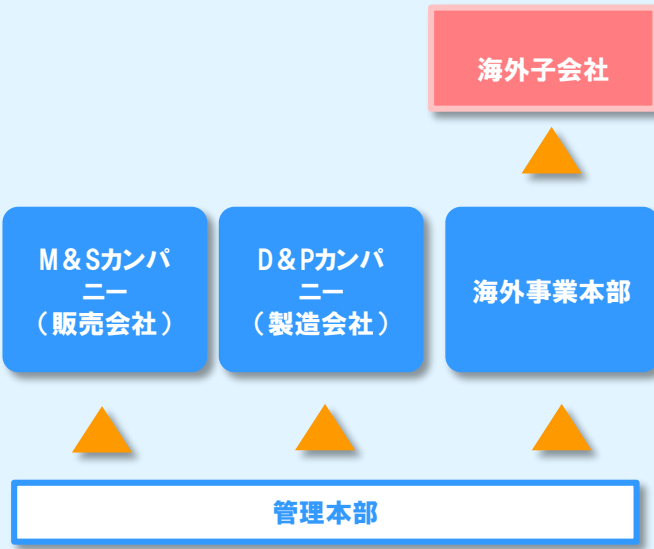 海外子会社
M&Sカンパ
ニー
（販売会社）
D&Pカンパ
ニー
（製造会社）
海外事業本部
管理本部